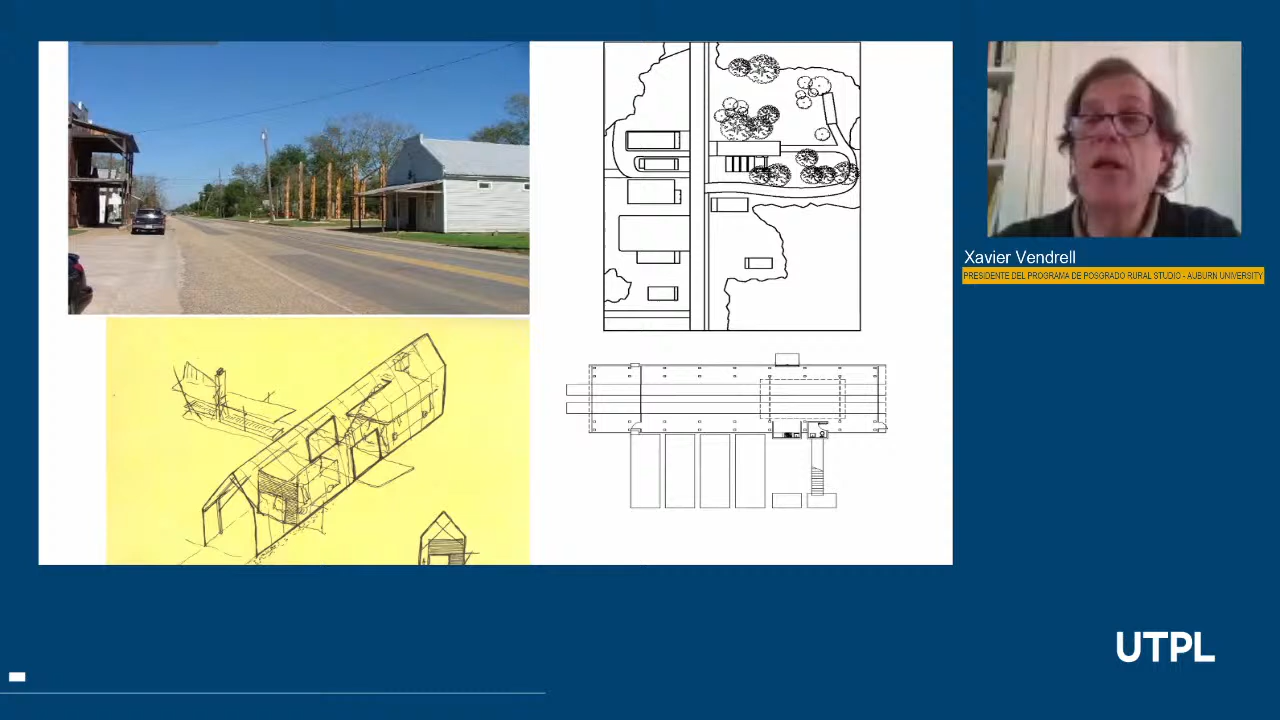 Xavier Vendrell
PRESIDENTE DEL PROGRAMA DE POSGRADO RURAL STUDIO - AUBURN UNIVERSITY
UTPL